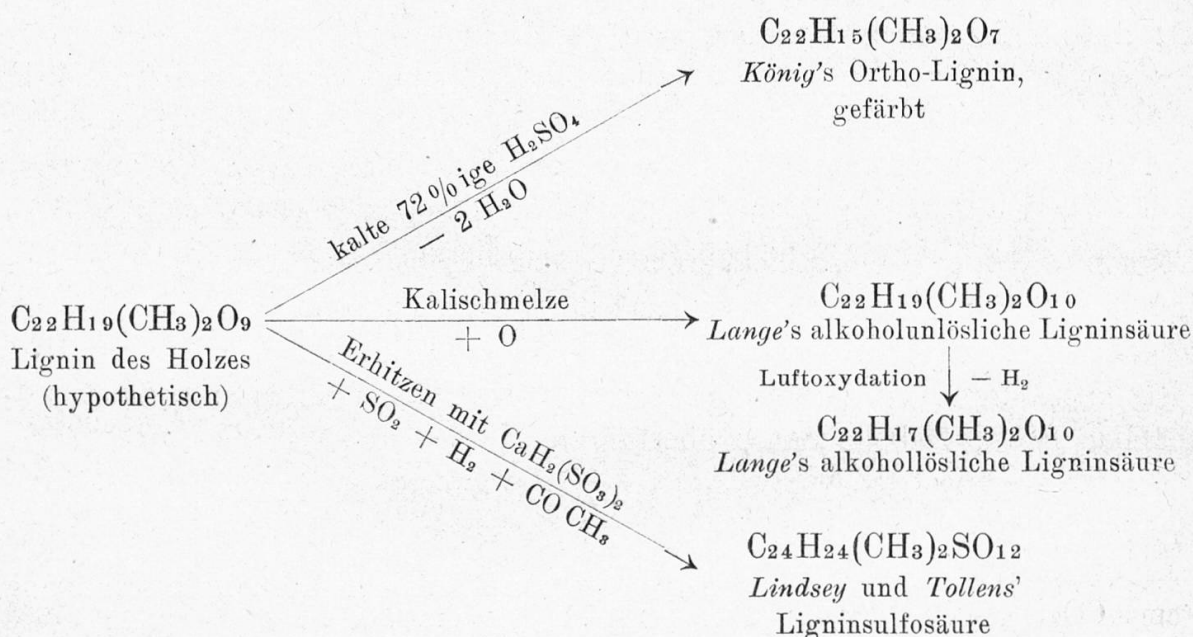 C₂₂H₁₅(CH₃)₂O₇
König's Ortho-Lignin,
gefärbt
kalte 72%ige H₂SO₄
— 2 H₂O
C₂₂H₁₉(CH₃)₂O₉
Lignin des Holzes
(hypothetisch)
Kalischmelze
+ O
C₂₂H₁₉(CH₃)₂O₁₀
Lange's alkoholunlösliche Ligninsäure
Luftoxydation — H₂
C₂₂H₁₇(CH₃)₂O₁₀
Lange's alkohollösliche Ligninsäure
Erhitzen mit CaH₂(SO₃)₂
+ SO₂ + H₂ + CO CH₃
C₂₄H₂₄(CH₃)₂SO₁₂
Lindsey und Tollens'
Ligninsulfosäure